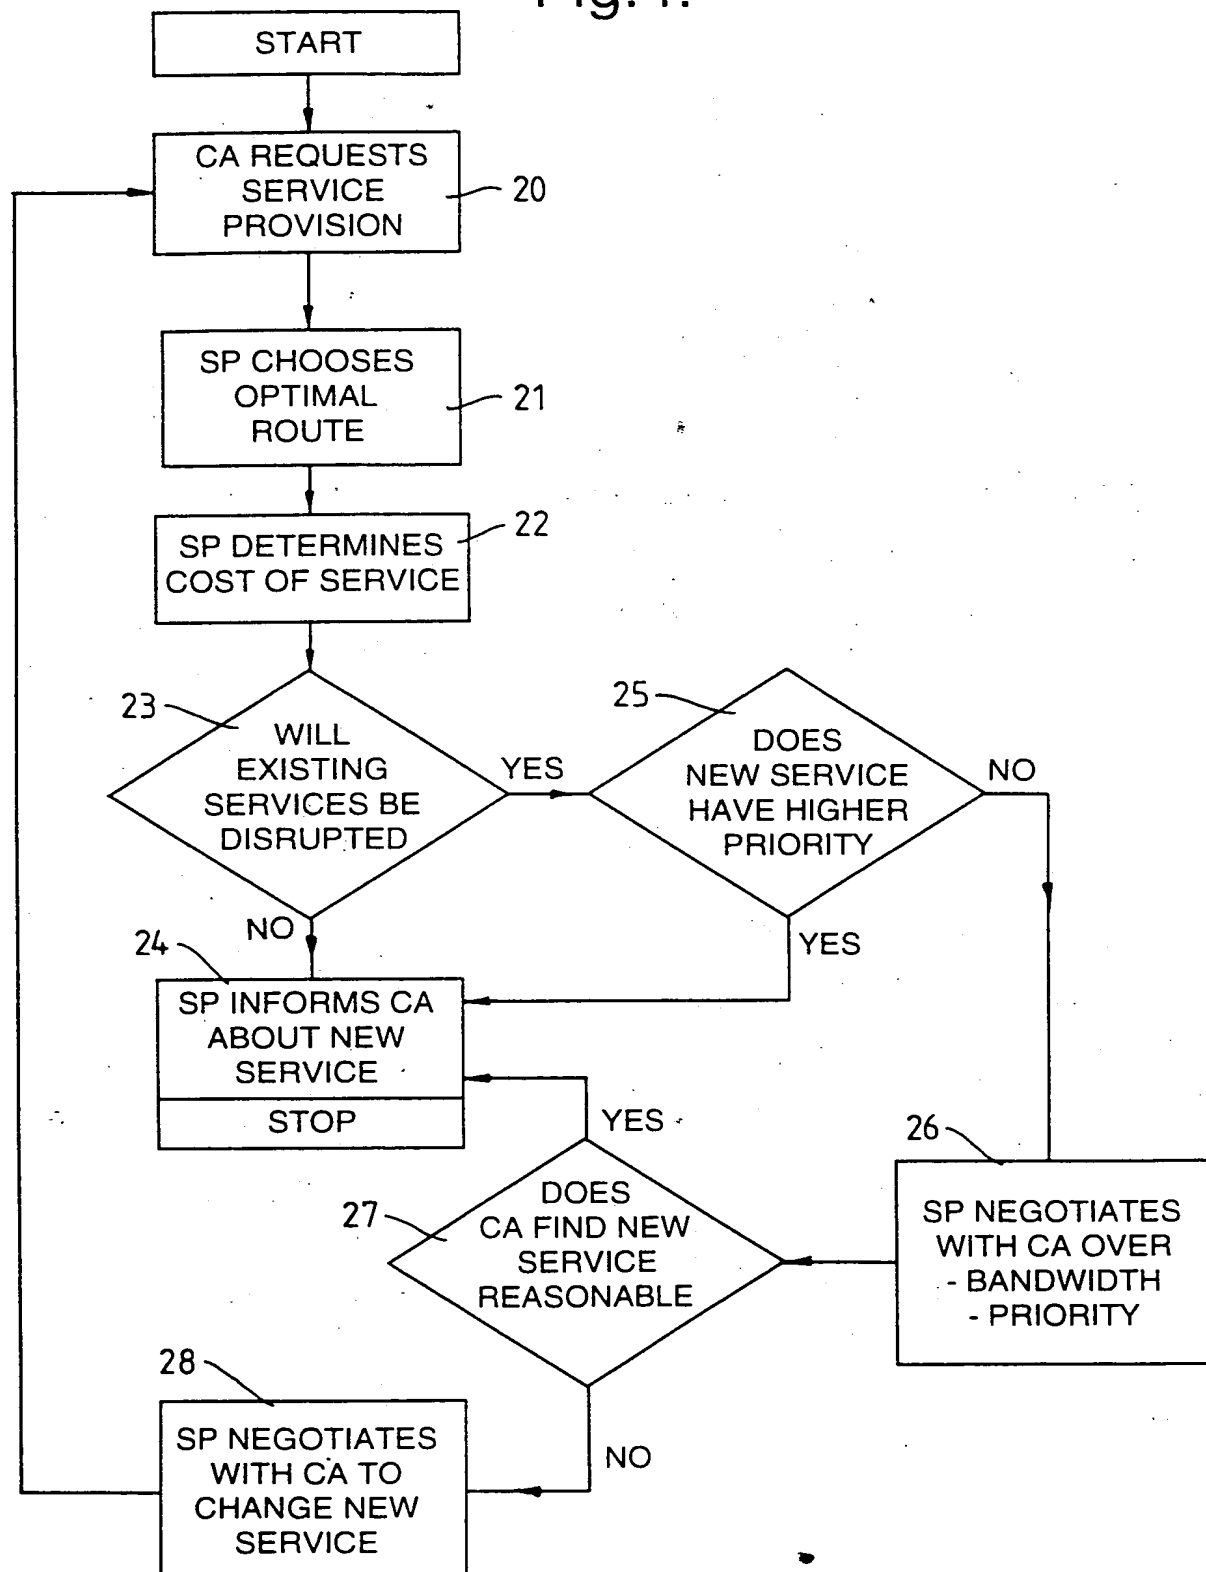 START
CA REQUESTS
SERVICE
PROVISION
20
SP CHOOSES
OPTIMAL
ROUTE
21
22
SP DETERMINES
COST OF SERVICE
23
WILL
EXISTING
SERVICES BE
DISRUPTED
YES
25
DOES
NEW SERVICE
HAVE HIGHER
PRIORITY
NO
NO
YES
24
SP INFORMS CA
ABOUT NEW
SERVICE
STOP
YES
26
SP NEGOTIATES
WITH CA OVER
- BANDWIDTH
- PRIORITY
27
DOES
CA FIND NEW
SERVICE
REASONABLE
NO
28
SP NEGOTIATES
WITH CA TO
CHANGE NEW
SERVICE